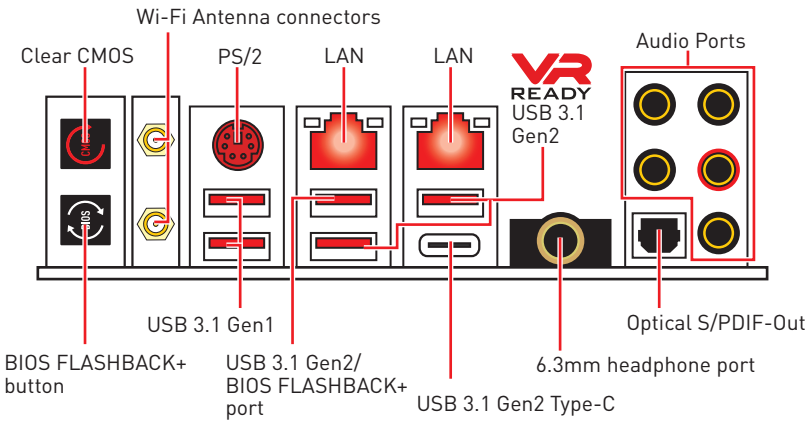 Wi-Fi Antenna connectors
Clear CMOS
PS/2
LAN
LAN
Audio Ports
VR
READY
USB 3.1
Gen2
CMOS
BIOS
USB 3.1 Gen1
Optical S/PDIF-Out
BIOS FLASHBACK+
button
USB 3.1 Gen2/
BIOS FLASHBACK+
port
6.3mm headphone port
USB 3.1 Gen2 Type-C